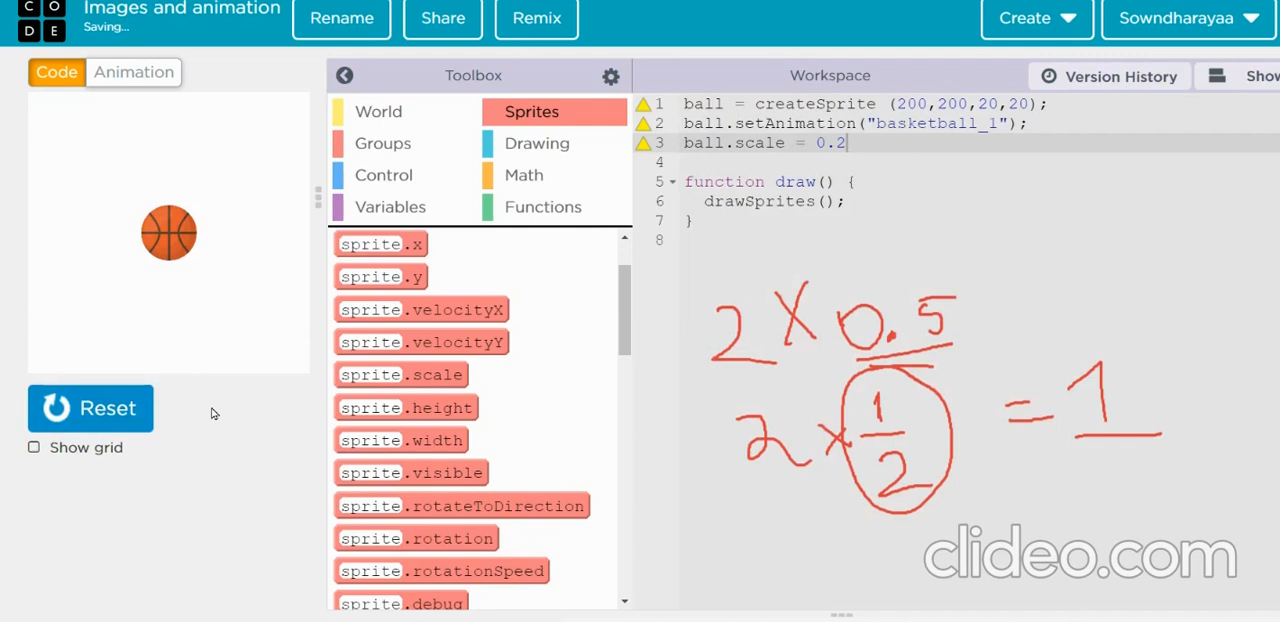 C O
D E
Images and animation
Saving...
Rename
Share
Remix
Create
Sowndharayaa
Code
Animation
Toolbox
Workspace
Version History
Show
World
Sprites
Groups
Drawing
Control
Math
Variables
Functions
sprite.x
sprite.y
sprite.velocityX
sprite.velocityY
sprite.scale
sprite.height
sprite.width
sprite.visible
sprite.rotateToDirection
sprite.rotation
sprite.rotationSpeed
sprite.debug
1 ball = createSprite (200,200,20,20);
2 ball.setAnimation("basketball_1");
3 ball.scale = 0.2
4
5 function draw() {
6 drawSprites();
7 }
8
Reset
Show grid
2 X 0.5
2 x 1/2 = 1
clideo.com